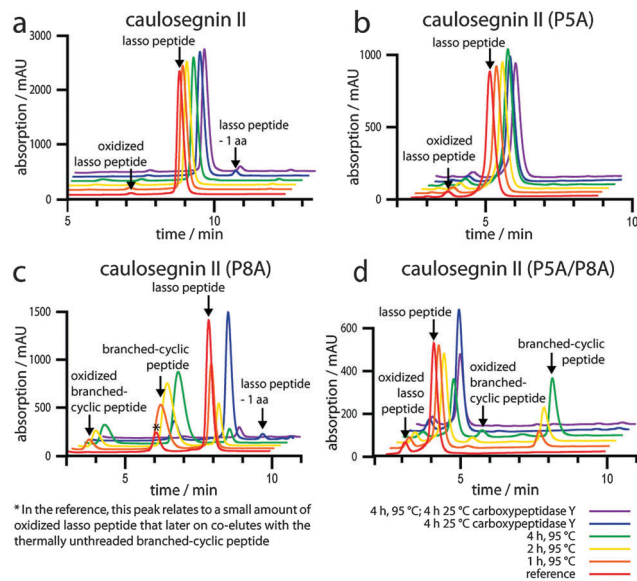 a
caulosegnin II
lasso peptide
3000
2000
1000
0
absorption / mAU
oxidized
lasso peptide
lasso peptide
- 1 aa
5
10
time / min
b
caulosegnin II (P5A)
lasso peptide
1000
500
0
absorption / mAU
oxidized
lasso peptide
5
10
time / min
c
caulosegnin II (P8A)
lasso peptide
1500
1000
500
0
absorption / mAU
branched-cyclic
peptide
oxidized
branched-
cyclic peptide
lasso peptide
- 1 aa
*
5
10
time / min
* In the reference, this peak relates to a small amount of
oxidized lasso peptide that later on co-elutes with the
thermally unthreaded branched-cyclic peptide
d
caulosegnin II (P5A/P8A)
lasso peptide
branched-cyclic
peptide
600
400
200
0
absorption / mAU
oxidized
lasso
peptide
oxidized
branched-
cyclic
peptide
5
10
time / min
4 h, 95 °C; 4 h 25 °C carboxypeptidase Y
4 h 25 °C carboxypeptidase Y
4 h, 95 °C
2 h, 95 °C
1 h, 95 °C
reference